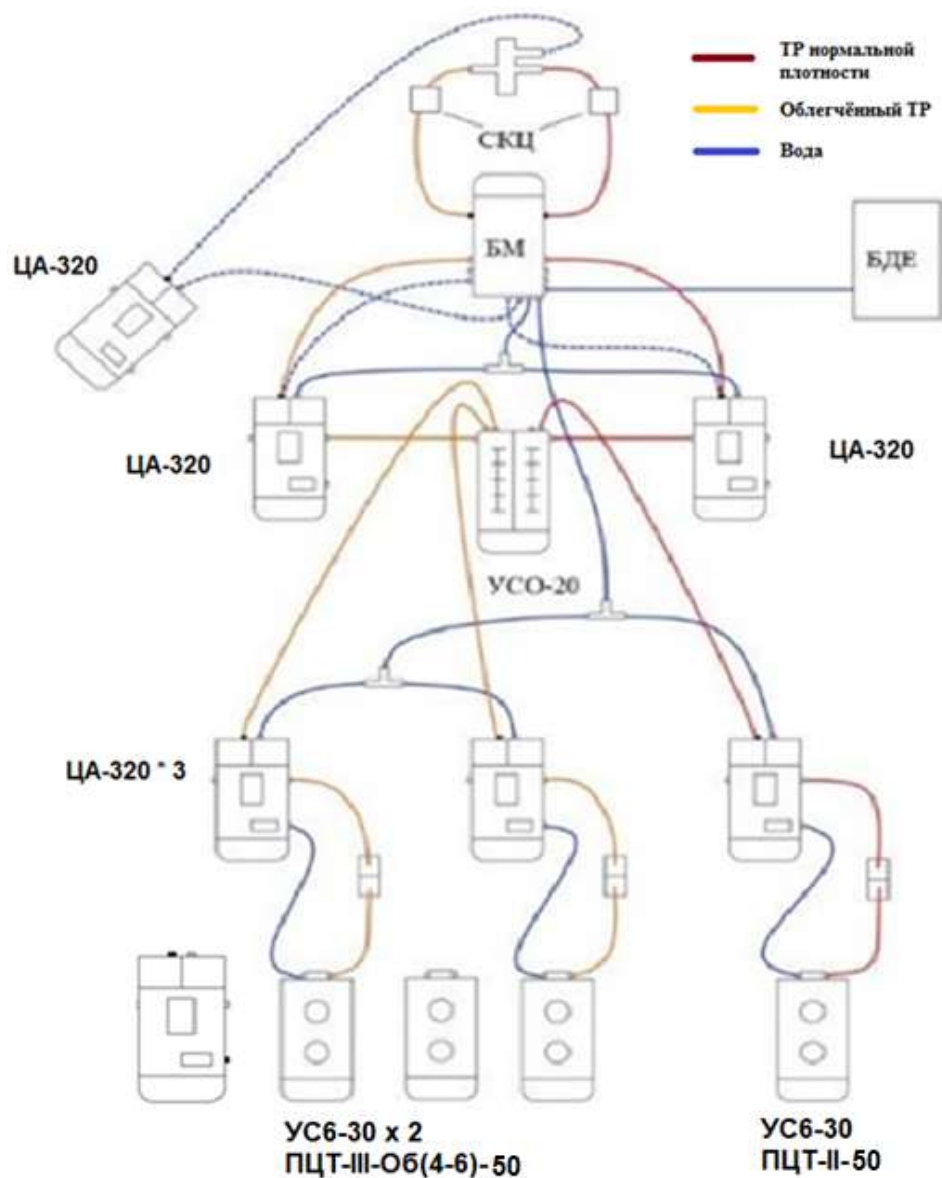 ТР нормальной
плотности
Облегчённый ТР
Вода
СКЦ
БМ
БДЕ
ЦА-320
ЦА-320
ЦА-320
УСО-20
ЦА-320 * 3
УС6-30 х 2
ПЦТ-III-Об(4-6)-50
УС6-30
ПЦТ-II-50